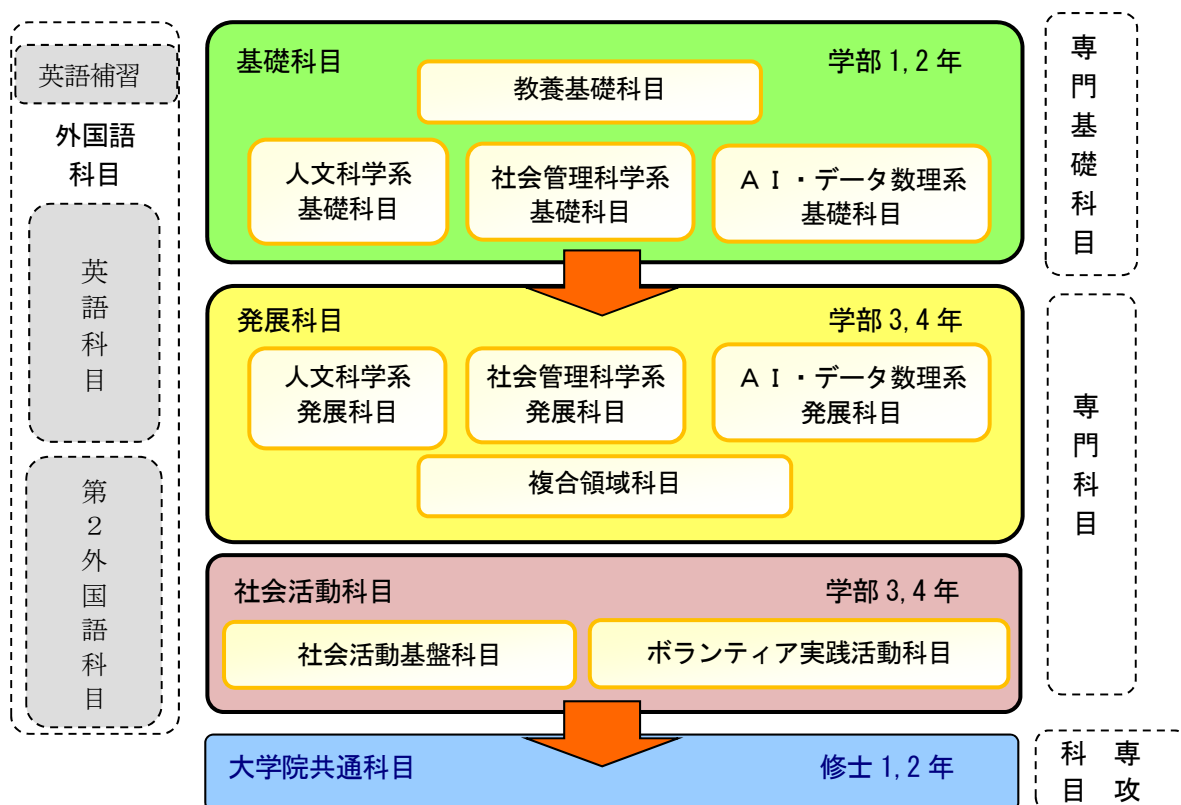 英語補習
外国語
科目
英語科目
第２外国語科目
基礎科目 学部 1, 2 年
教養基礎科目
人文科学系
基礎科目
社会管理科学系
基礎科目
ＡＩ・データ数理系
基礎科目
発展科目 学部 3, 4 年
人文科学系
発展科目
社会管理科学系
発展科目
ＡＩ・データ数理系
発展科目
複合領域科目
社会活動科目 学部 3, 4 年
社会活動基盤科目
ボランティア実践活動科目
大学院共通科目 修士 1, 2 年
専門基礎科目
専門科目
専攻
科目